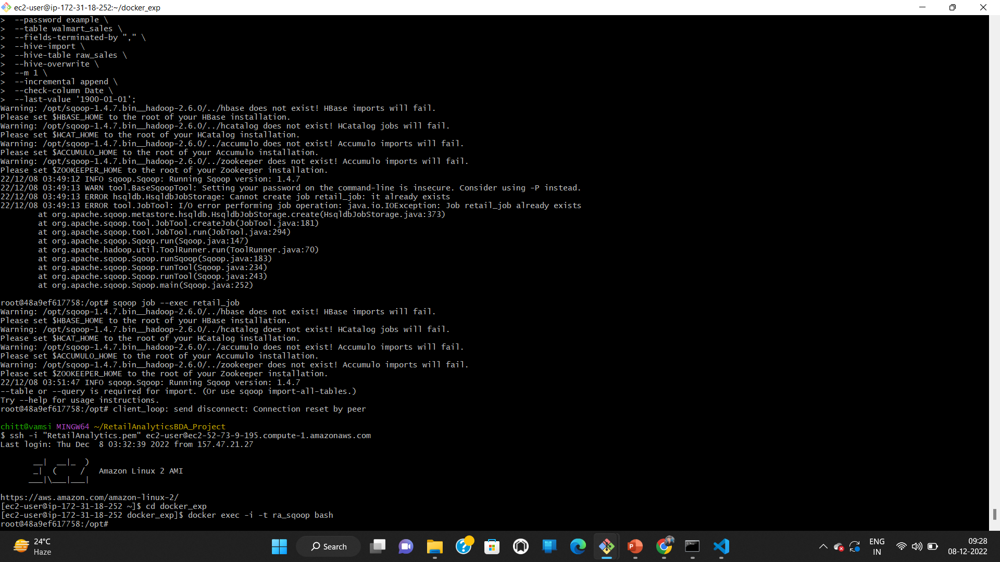 ec2-user@ip-172-31-18-252:~/docker_exp
>  --password example \
>  --table walmart_sales \
>  --fields-terminated-by "," \
>  --hive-import \
>  --hive-table raw_sales \
>  --hive-overwrite \
>  --m 1 \
>  --incremental append \
>  --check-column Date \
>  --last-value '1900-01-01';
Warning: /opt/sqoop-1.4.7.bin__hadoop-2.6.0/../hbase does not exist! HBase imports will fail.
Please set $HBASE_HOME to the root of your HBase installation.
Warning: /opt/sqoop-1.4.7.bin__hadoop-2.6.0/../hcatalog does not exist! HCatalog jobs will fail.
Please set $HCAT_HOME to the root of your HCatalog installation.
Warning: /opt/sqoop-1.4.7.bin__hadoop-2.6.0/../accumulo does not exist! Accumulo imports will fail.
Please set $ACCUMULO_HOME to the root of your Accumulo installation.
Warning: /opt/sqoop-1.4.7.bin__hadoop-2.6.0/../zookeeper does not exist! Accumulo imports will fail.
Please set $ZOOKEEPER_HOME to the root of your Zookeeper installation.
22/12/08 03:49:12 INFO sqoop.Sqoop: Running Sqoop version: 1.4.7
22/12/08 03:49:13 WARN tool.BaseSqoopTool: Setting your password on the command-line is insecure. Consider using -P instead.
22/12/08 03:49:13 ERROR hsqldb.HsqldbJobStorage: Cannot create job retail_job: it already exists
22/12/08 03:49:13 ERROR tool.JobTool: I/O error performing job operation: java.io.IOException: Job retail_job already exists
        at org.apache.sqoop.metastore.hsqldb.HsqldbJobStorage.create(HsqldbJobStorage.java:373)
        at org.apache.sqoop.tool.JobTool.createJob(JobTool.java:181)
        at org.apache.sqoop.tool.JobTool.run(JobTool.java:294)
        at org.apache.sqoop.Sqoop.run(Sqoop.java:147)
        at org.apache.hadoop.util.ToolRunner.run(ToolRunner.java:70)
        at org.apache.sqoop.Sqoop.runSqoop(Sqoop.java:183)
        at org.apache.sqoop.Sqoop.runTool(Sqoop.java:234)
        at org.apache.sqoop.Sqoop.runTool(Sqoop.java:243)
        at org.apache.sqoop.Sqoop.main(Sqoop.java:252)
root@48a9ef617758:/opt# sqoop job --exec retail_job
Warning: /opt/sqoop-1.4.7.bin__hadoop-2.6.0/../hbase does not exist! HBase imports will fail.
Please set $HBASE_HOME to the root of your HBase installation.
Warning: /opt/sqoop-1.4.7.bin__hadoop-2.6.0/../hcatalog does not exist! HCatalog jobs will fail.
Please set $HCAT_HOME to the root of your HCatalog installation.
Warning: /opt/sqoop-1.4.7.bin__hadoop-2.6.0/../accumulo does not exist! Accumulo imports will fail.
Please set $ACCUMULO_HOME to the root of your Accumulo installation.
Warning: /opt/sqoop-1.4.7.bin__hadoop-2.6.0/../zookeeper does not exist! Accumulo imports will fail.
Please set $ZOOKEEPER_HOME to the root of your Zookeeper installation.
22/12/08 03:51:47 INFO sqoop.Sqoop: Running Sqoop version: 1.4.7
--table or --query is required for import. (Or use sqoop import-all-tables.)
Try --help for usage instructions.
root@48a9ef617758:/opt# client_loop: send disconnect: Connection reset by peer
chitt@vamsi MINGW64 ~/RetailAnalyticsBDA_Project
$ ssh -i "RetailAnalytics.pem" ec2-user@ec2-52-73-9-195.compute-1.amazonaws.com
Last login: Thu Dec  8 03:32:39 2022 from 157.47.21.27
       __|  __|_  )
       _|  (     /   Amazon Linux 2 AMI
      ___|\___|___|
https://aws.amazon.com/amazon-linux-2/
[ec2-user@ip-172-31-18-252 ~]$ cd docker_exp
[ec2-user@ip-172-31-18-252 docker_exp]$ docker exec -i -t ra_sqoop bash
root@48a9ef617758:/opt#
24°C
Haze
Search
ENG
IN
09:28
08-12-2022